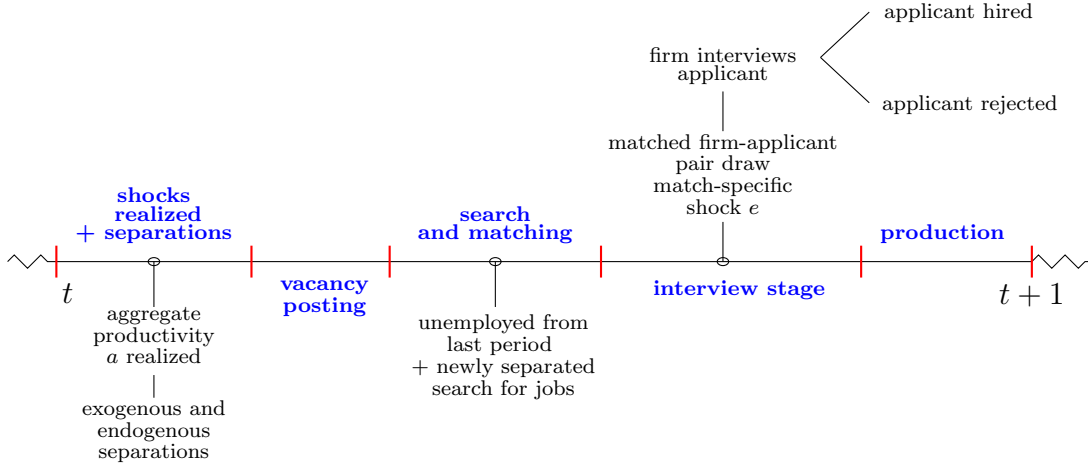 applicant hired
firm interviews
applicant
applicant rejected
matched firm-applicant
pair draw
match-specific
shock e
shocks
realized
+ separations
search
and matching
production
vacancy
posting
interview stage
t
t + 1
aggregate
productivity
a realized
unemployed from
last period
+ newly separated
search for jobs
exogenous and
endogenous
separations